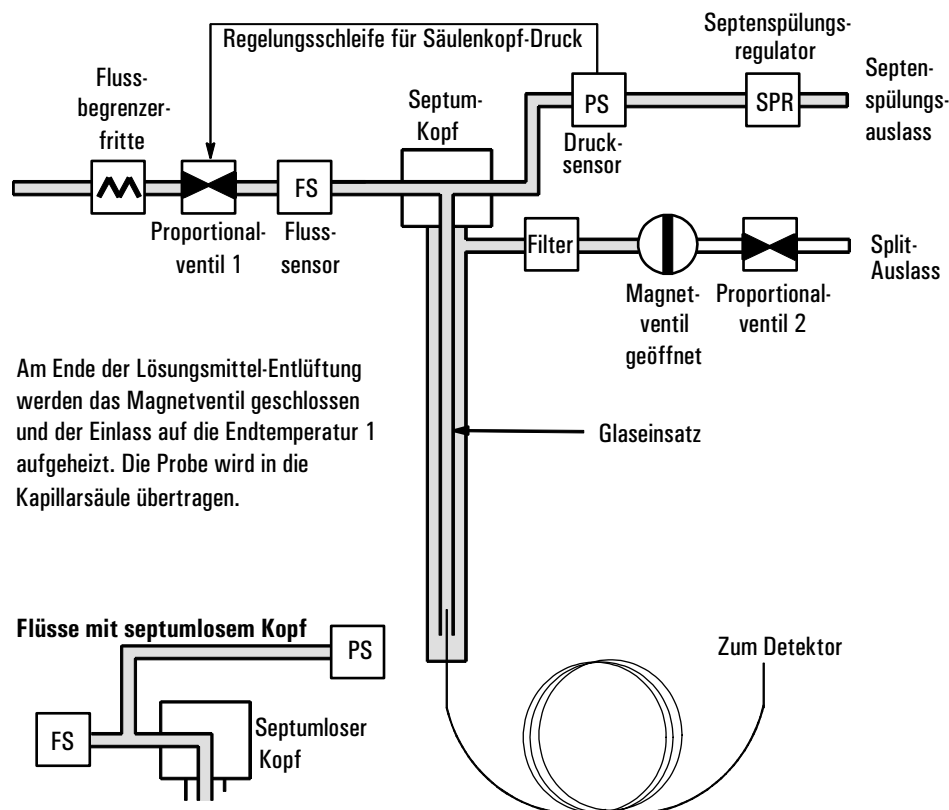 Regelungsschleife für Säulenkopf-Druck
Septenspülungs-
regulator
Fluss-
begrenzer-
fritte
Septum-
Kopf
PS
SPR
Septen-
spülungs-
auslass
Druck-
sensor
FS
Proportional-
ventil 1
Fluss-
sensor
Filter
Split-
Auslass
Magnet-
ventil
geöffnet
Proportional-
ventil 2
Am Ende der Lösungsmittel-Entlüftung
werden das Magnetventil geschlossen
und der Einlass auf die Endtemperatur 1
aufgeheizt. Die Probe wird in die
Kapillarsäule übertragen.
Glaseinsatz
Flüsse mit septumlosem Kopf
PS
Zum Detektor
FS
Septumloser
Kopf